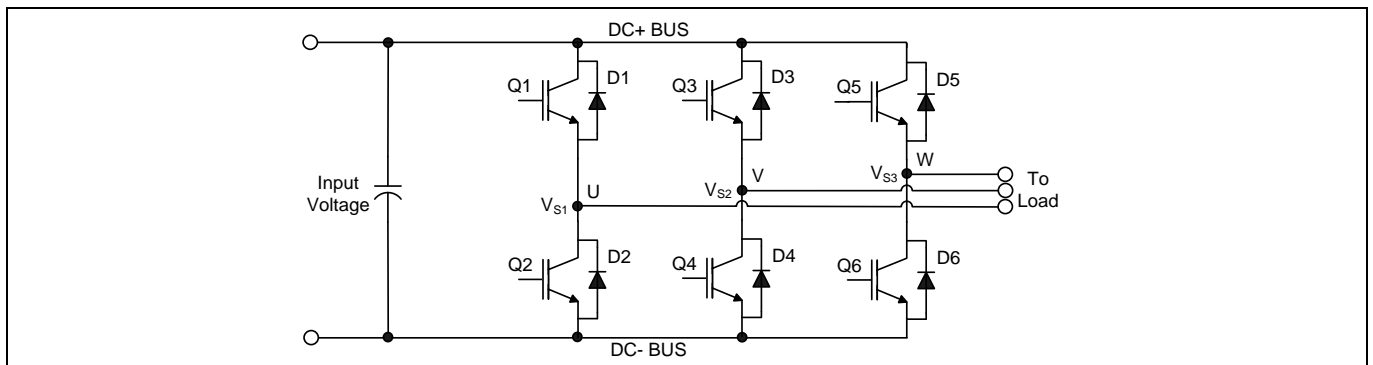 DC+ BUS
Q1
D1
Q3
D3
Q5
D5
Input
Voltage
VS1
U
VS2
V
VS3
W
To
Load
Q2
D2
Q4
D4
Q6
D6
DC- BUS